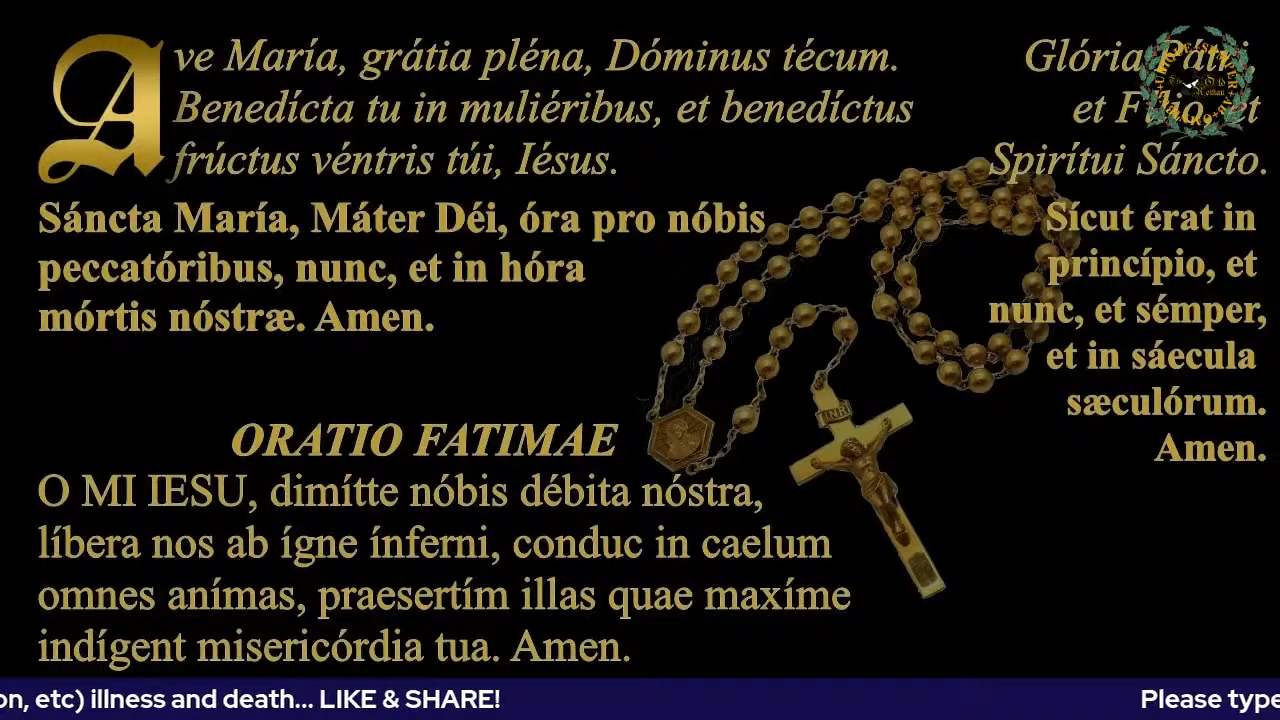 Ave María, grátia pléna, Dóminus técum.
Benedícta tu in muliéribus, et benedíctus
frúctus véntris túi, Iésus.
Sáncta María, Máter Déi, óra pro nóbis
peccatóribus, nunc, et in hóra
mórtis nóstræ. Amen.
ORATIO FATIMAE
O MI IESU, dimítte nóbis débita nóstra,
líbera nos ab ígne ínferni, conduc in caelum
omnes anímas, praesertím illas quae maxíme
indígent misericórdia tua. Amen.
Glória Pátri
et Fílio, et
Spirítui Sáncto.
Sícut érat in
princípio, et
nunc, et sémper,
et in sáecula
sæculórum.
Amen.
INRI
on, etc) illness and death... LIKE & SHARE!
Please type